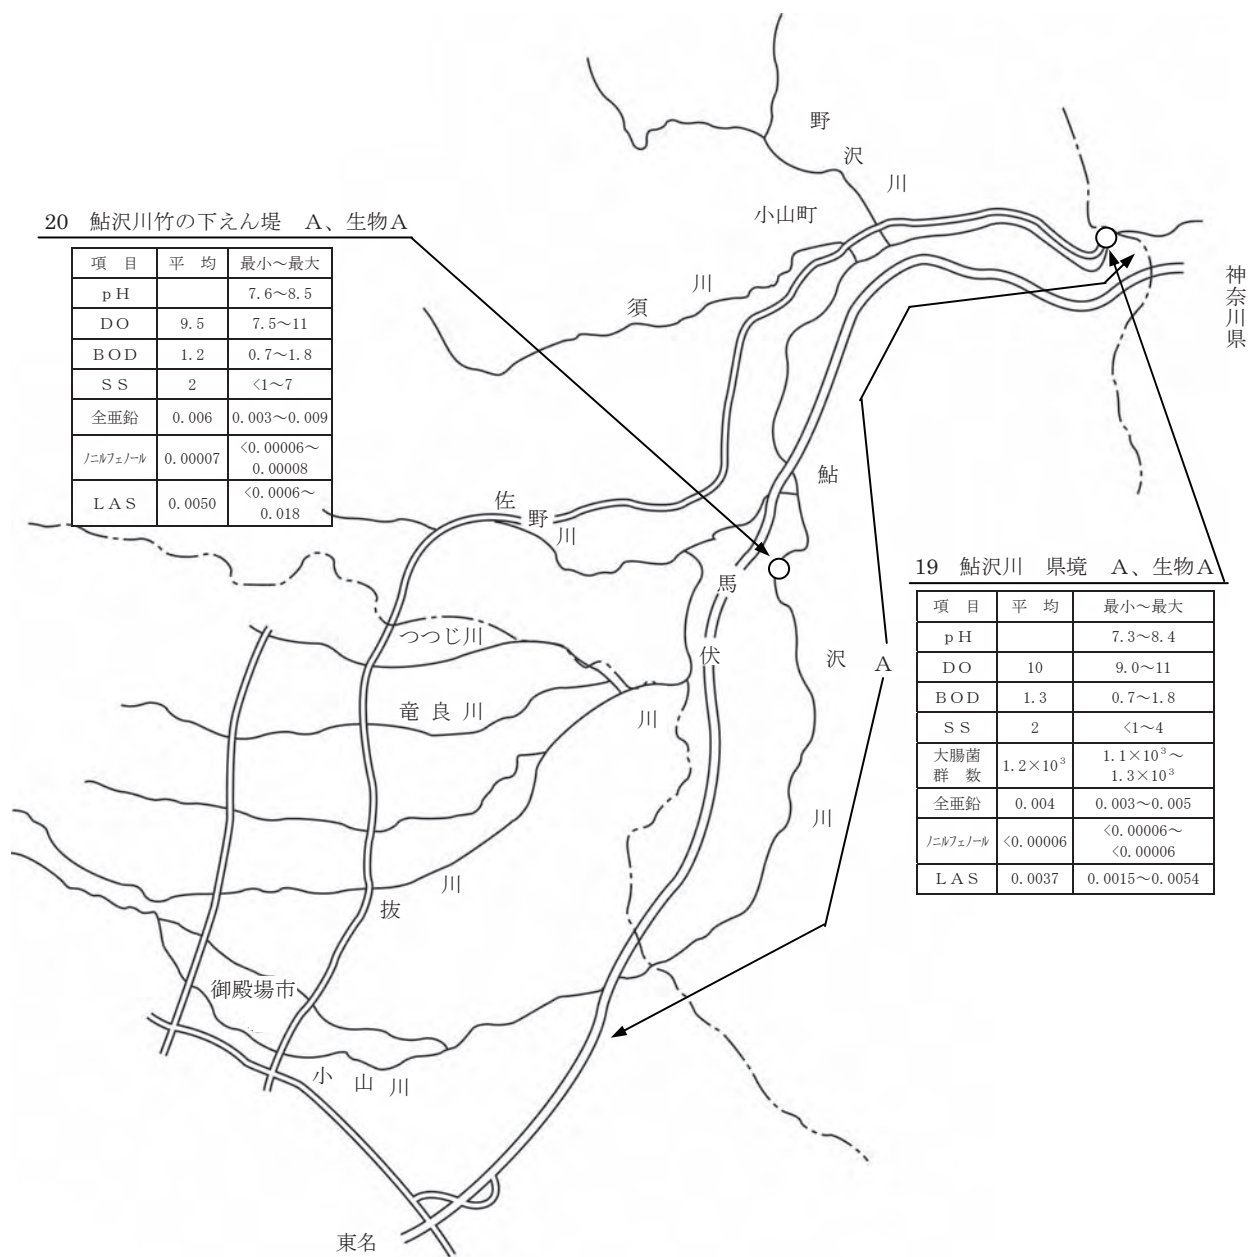 野
沢
川
小山町
20　鮎沢川竹の下えん堤　A、生物A
項　目　平　均　最小～最大
pH　7.6～8.5
DO　9.5　7.5～11
BOD　1.2　0.7～1.8
SS　2　<1～7
全亜鉛　0.006　0.003～0.009
ﾉﾆﾙﾌｪﾉｰﾙ　0.00007　<0.00006～
0.00008
LAS　0.0050　<0.0006～
0.018
須
川
神奈川県
佐
野
川
鮎
沢
川
馬
伏
川
A
19　鮎沢川　県境　A、生物A
項　目　平　均　最小～最大
pH　7.3～8.4
DO　10　9.0～11
BOD　1.3　0.7～1.8
SS　2　<1～4
大腸菌
群　数　1.2×10³　1.1×10³～
1.3×10³
全亜鉛　0.004　0.003～0.005
ﾉﾆﾙﾌｪﾉｰﾙ　<0.00006　<0.00006～
<0.00006
LAS　0.0037　0.0015～0.0054
つつじ川
竜良川
川
抜
御殿場市
小山川
東名